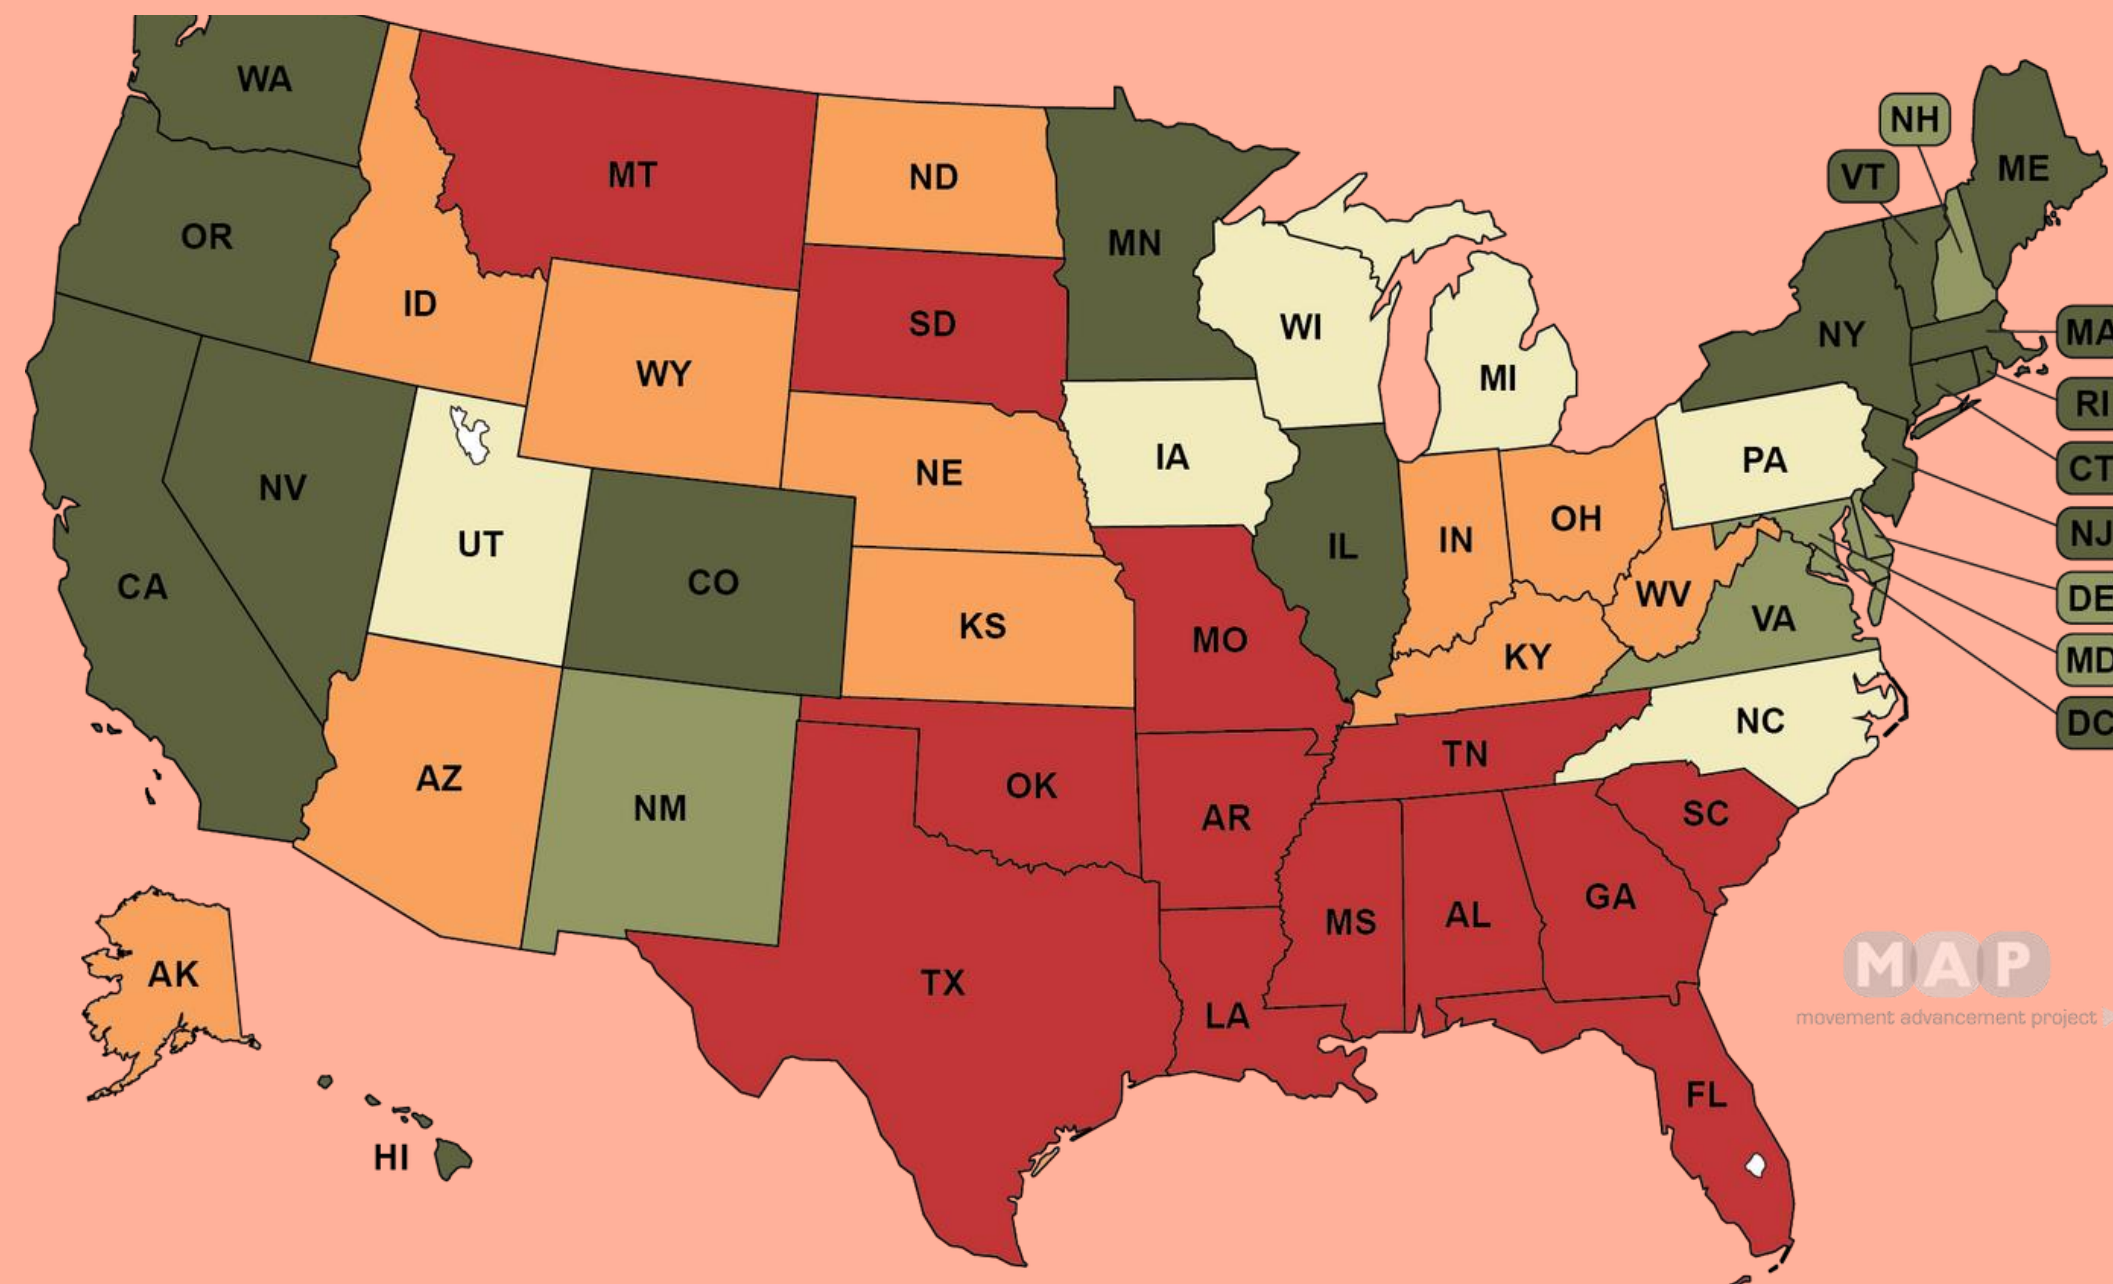 WA
MT
ND
MN
NH
VT
ME
OR
ID
SD
WI
MI
NY
MA
WY
RI
NV
UT
NE
IA
PA
CT
CA
CO
KS
IL
IN
OH
NJ
MO
KY
WV
VA
DE
MD
AZ
NM
OK
AR
TN
NC
DC
SC
TX
LA
MS
AL
GA
AK
HI
FL
MAP
movement advancement project